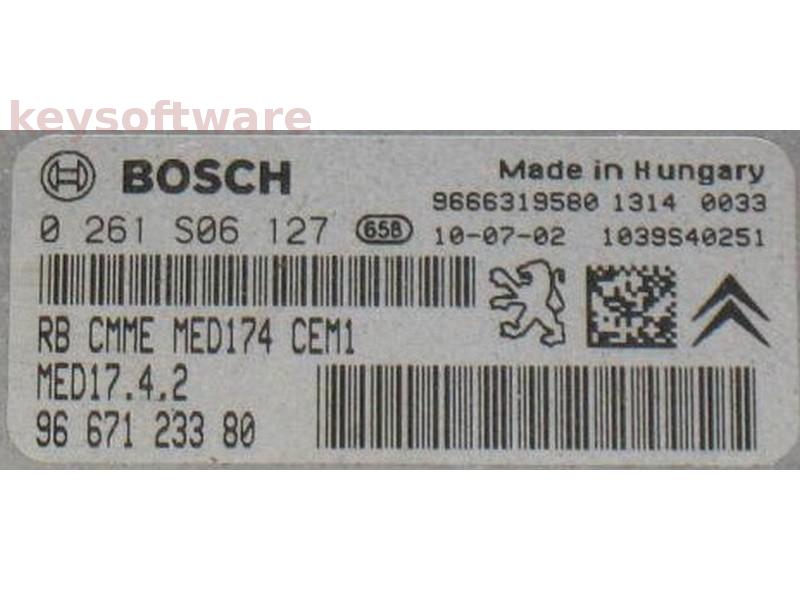 keysoftware
BOSCH
Made in Hungary
9666319580 1314 0033
0 261 S06 127 658 10-07-02 1039S40251
RB CMME MED174 CEM1
MED17.4.2
96 671 233 80